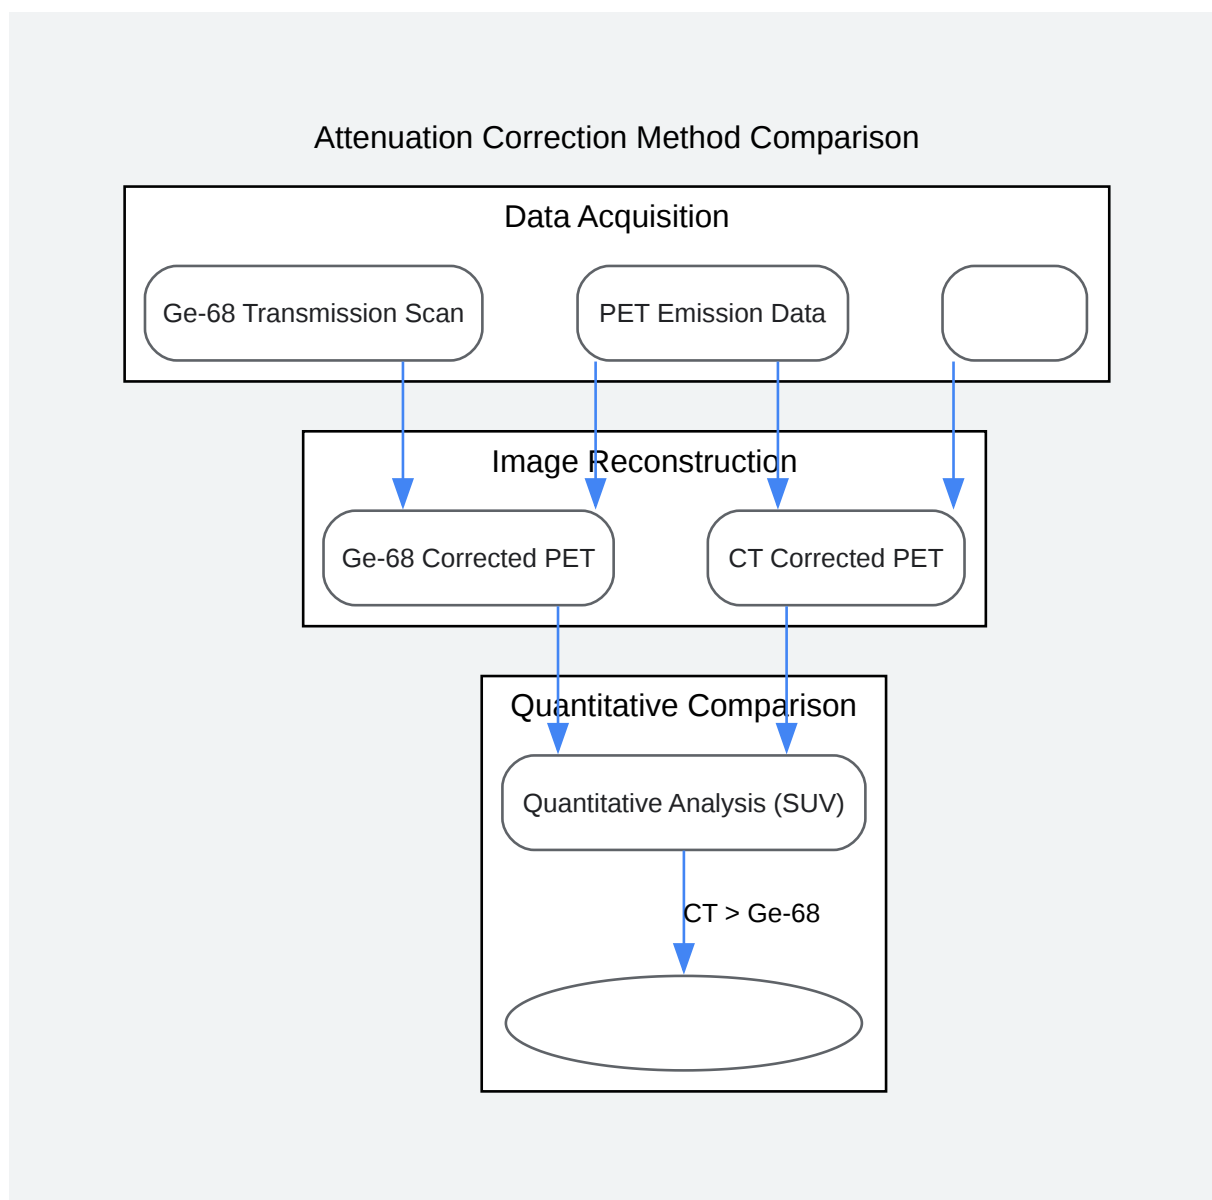 Attenuation Correction Method Comparison
Data Acquisition
Ge-68 Transmission Scan
PET Emission Data
Image Reconstruction
Ge-68 Corrected PET
CT Corrected PET
Quantitative Comparison
Quantitative Analysis (SUV)
CT > Ge-68